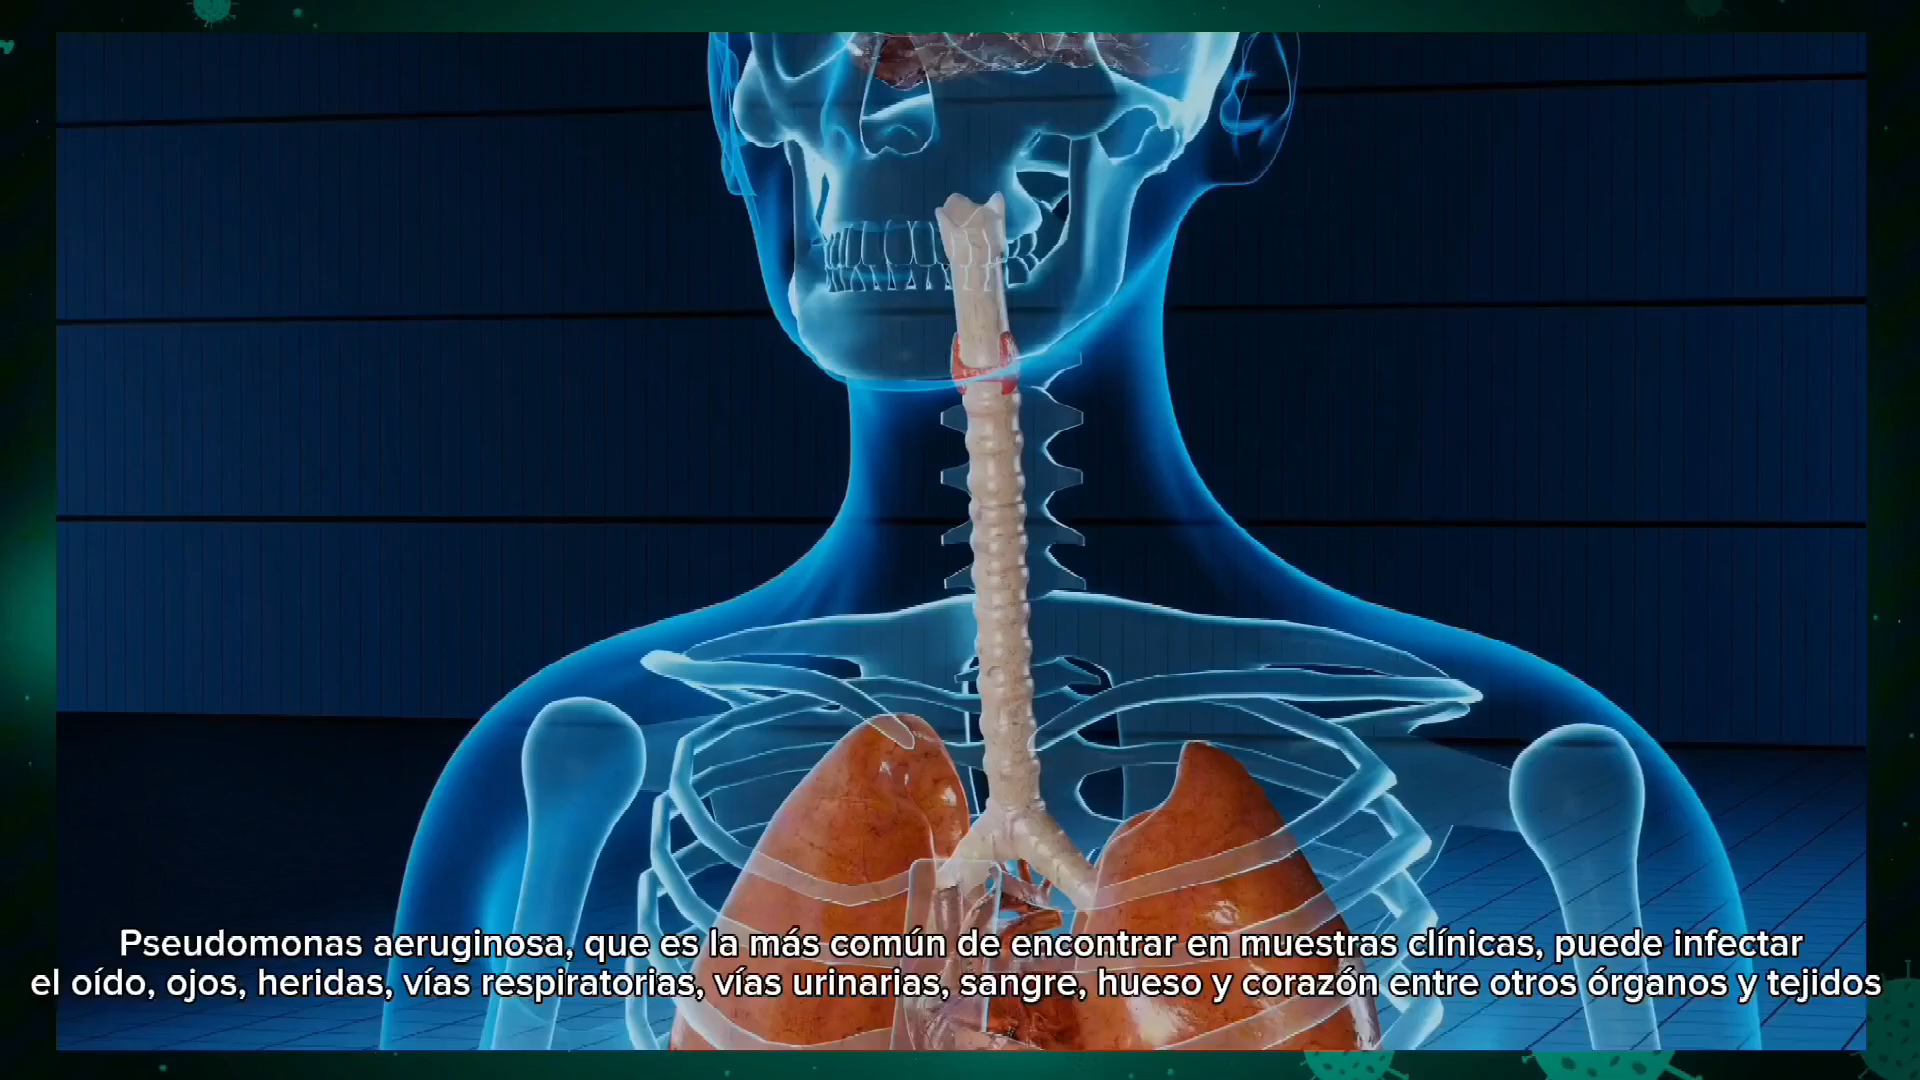 Pseudomonas aeruginosa, que es la más común de encontrar en muestras clínicas, puede infectar
el oído, ojos, heridas, vías respiratorias, vías urinarias, sangre, hueso y corazón entre otros órganos y tejidos